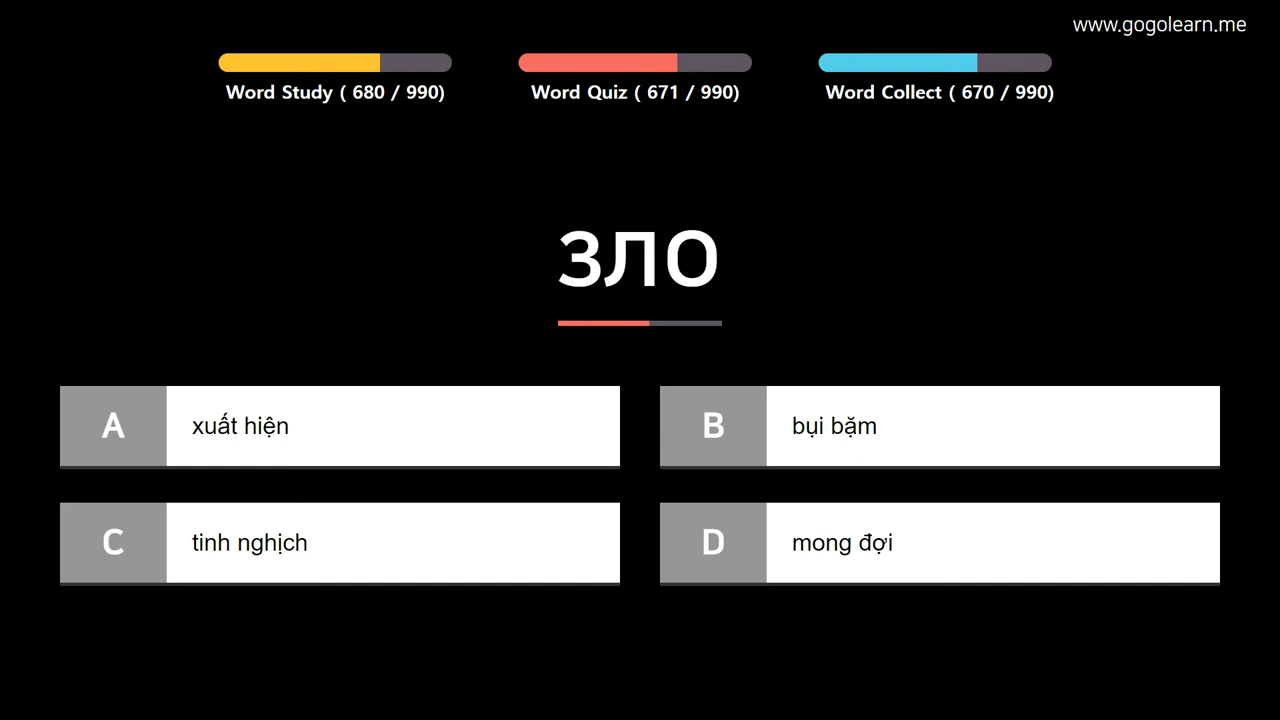 www.gogolearn.me
Word Study ( 680 / 990)
Word Quiz ( 671 / 990)
Word Collect ( 670 / 990)
зло
A xuất hiện
B bụi bặm
C tinh nghịch
D mong đợi